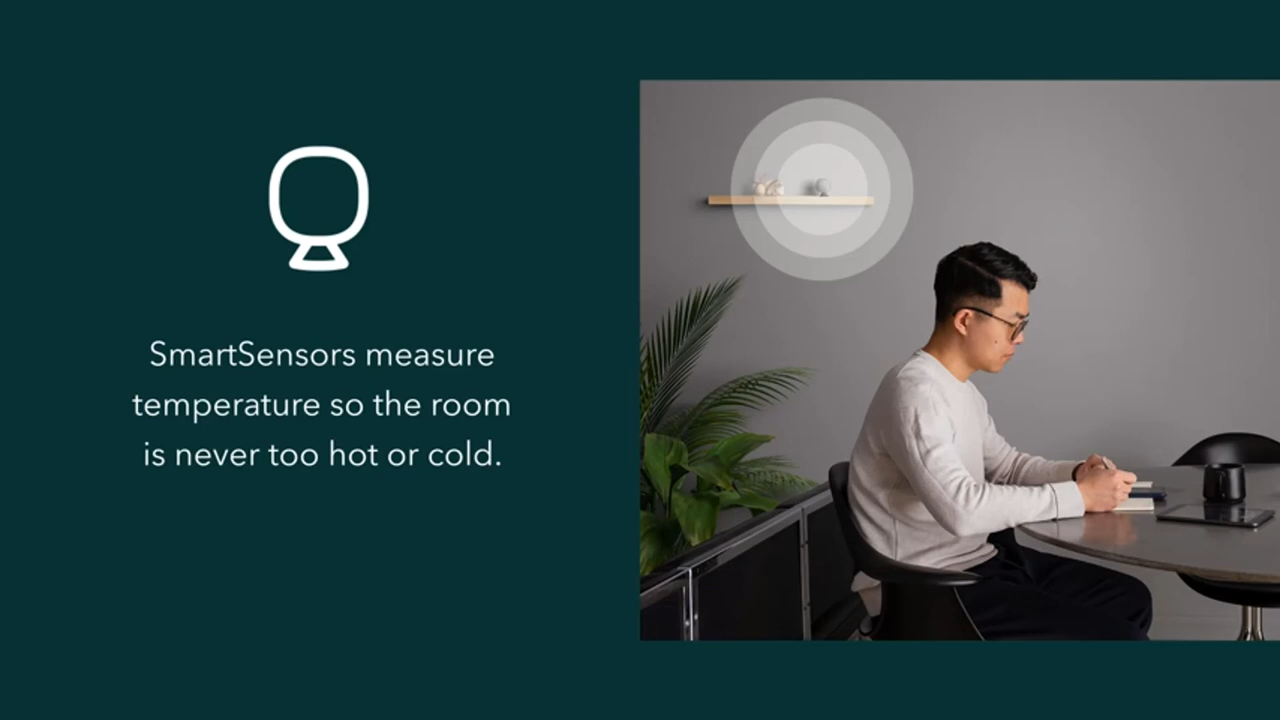 SmartSensors measure
temperature so the room
is never too hot or cold.